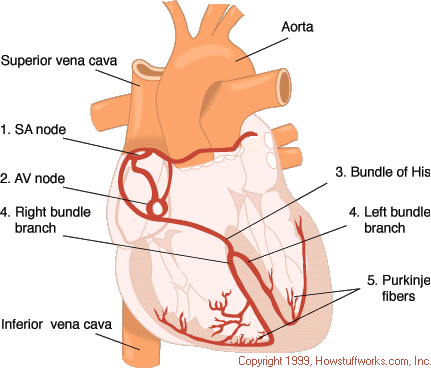 Aorta
Superior vena cava
1. SA node
2. AV node
3. Bundle of His
4. Right bundle
branch
4. Left bundle
branch
5. Purkinje
fibers
Inferior vena cava
Copyright 1999, Howstuffworks.com, Inc.